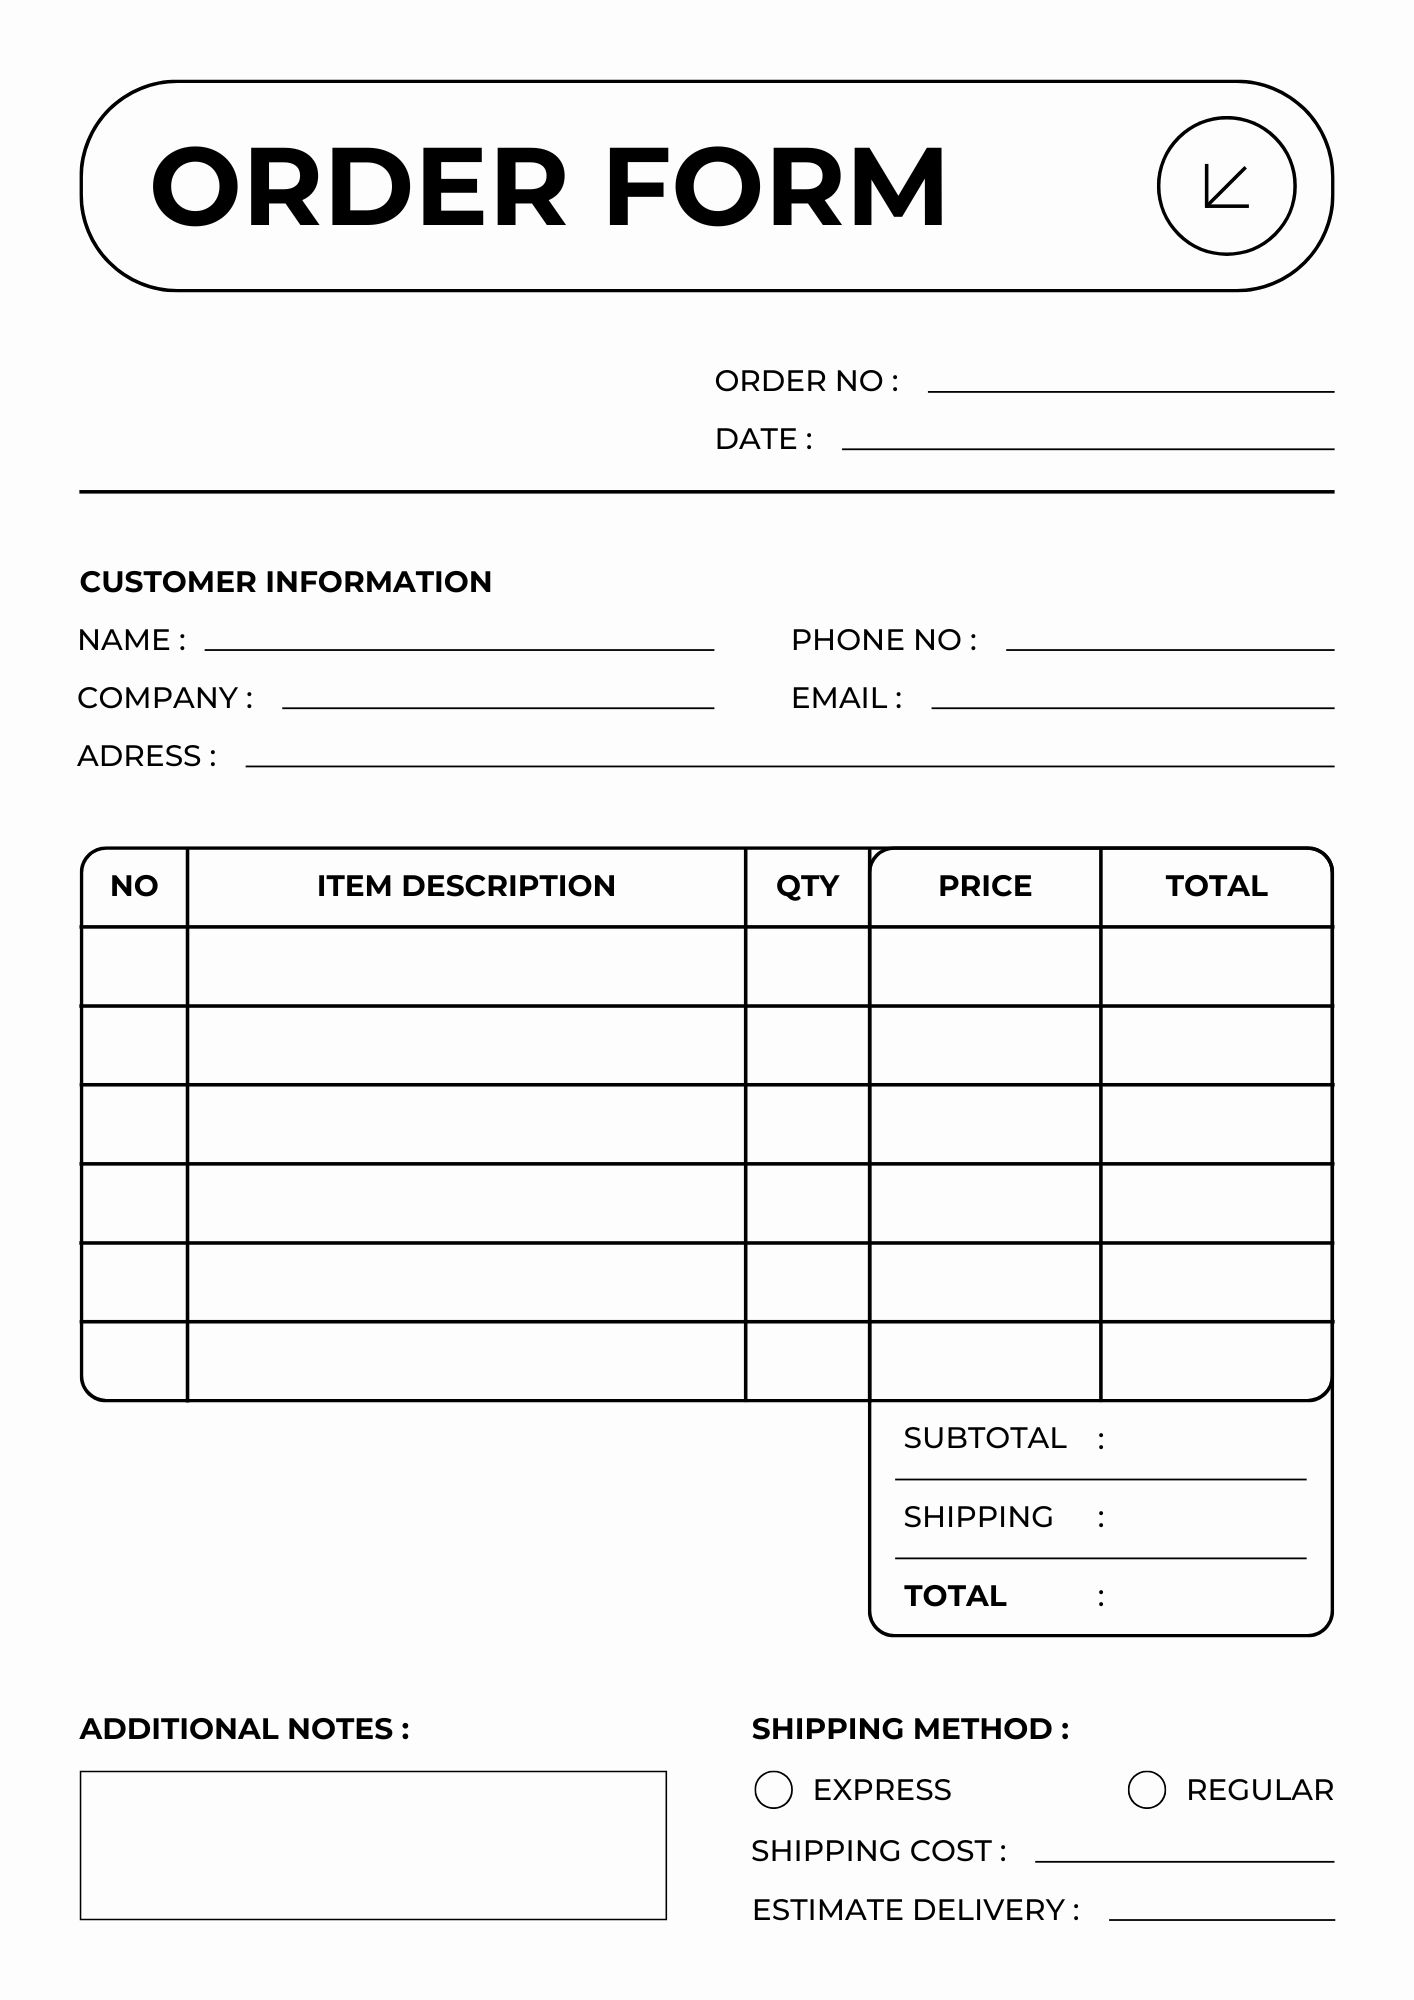 ORDER FORM
ORDER NO :
DATE :
CUSTOMER INFORMATION
NAME :
PHONE NO :
COMPANY :
EMAIL :
ADRESS :
NO ITEM DESCRIPTION QTY PRICE TOTAL
SUBTOTAL :
SHIPPING :
TOTAL :
ADDITIONAL NOTES :
SHIPPING METHOD :
EXPRESS REGULAR
SHIPPING COST :
ESTIMATE DELIVERY :